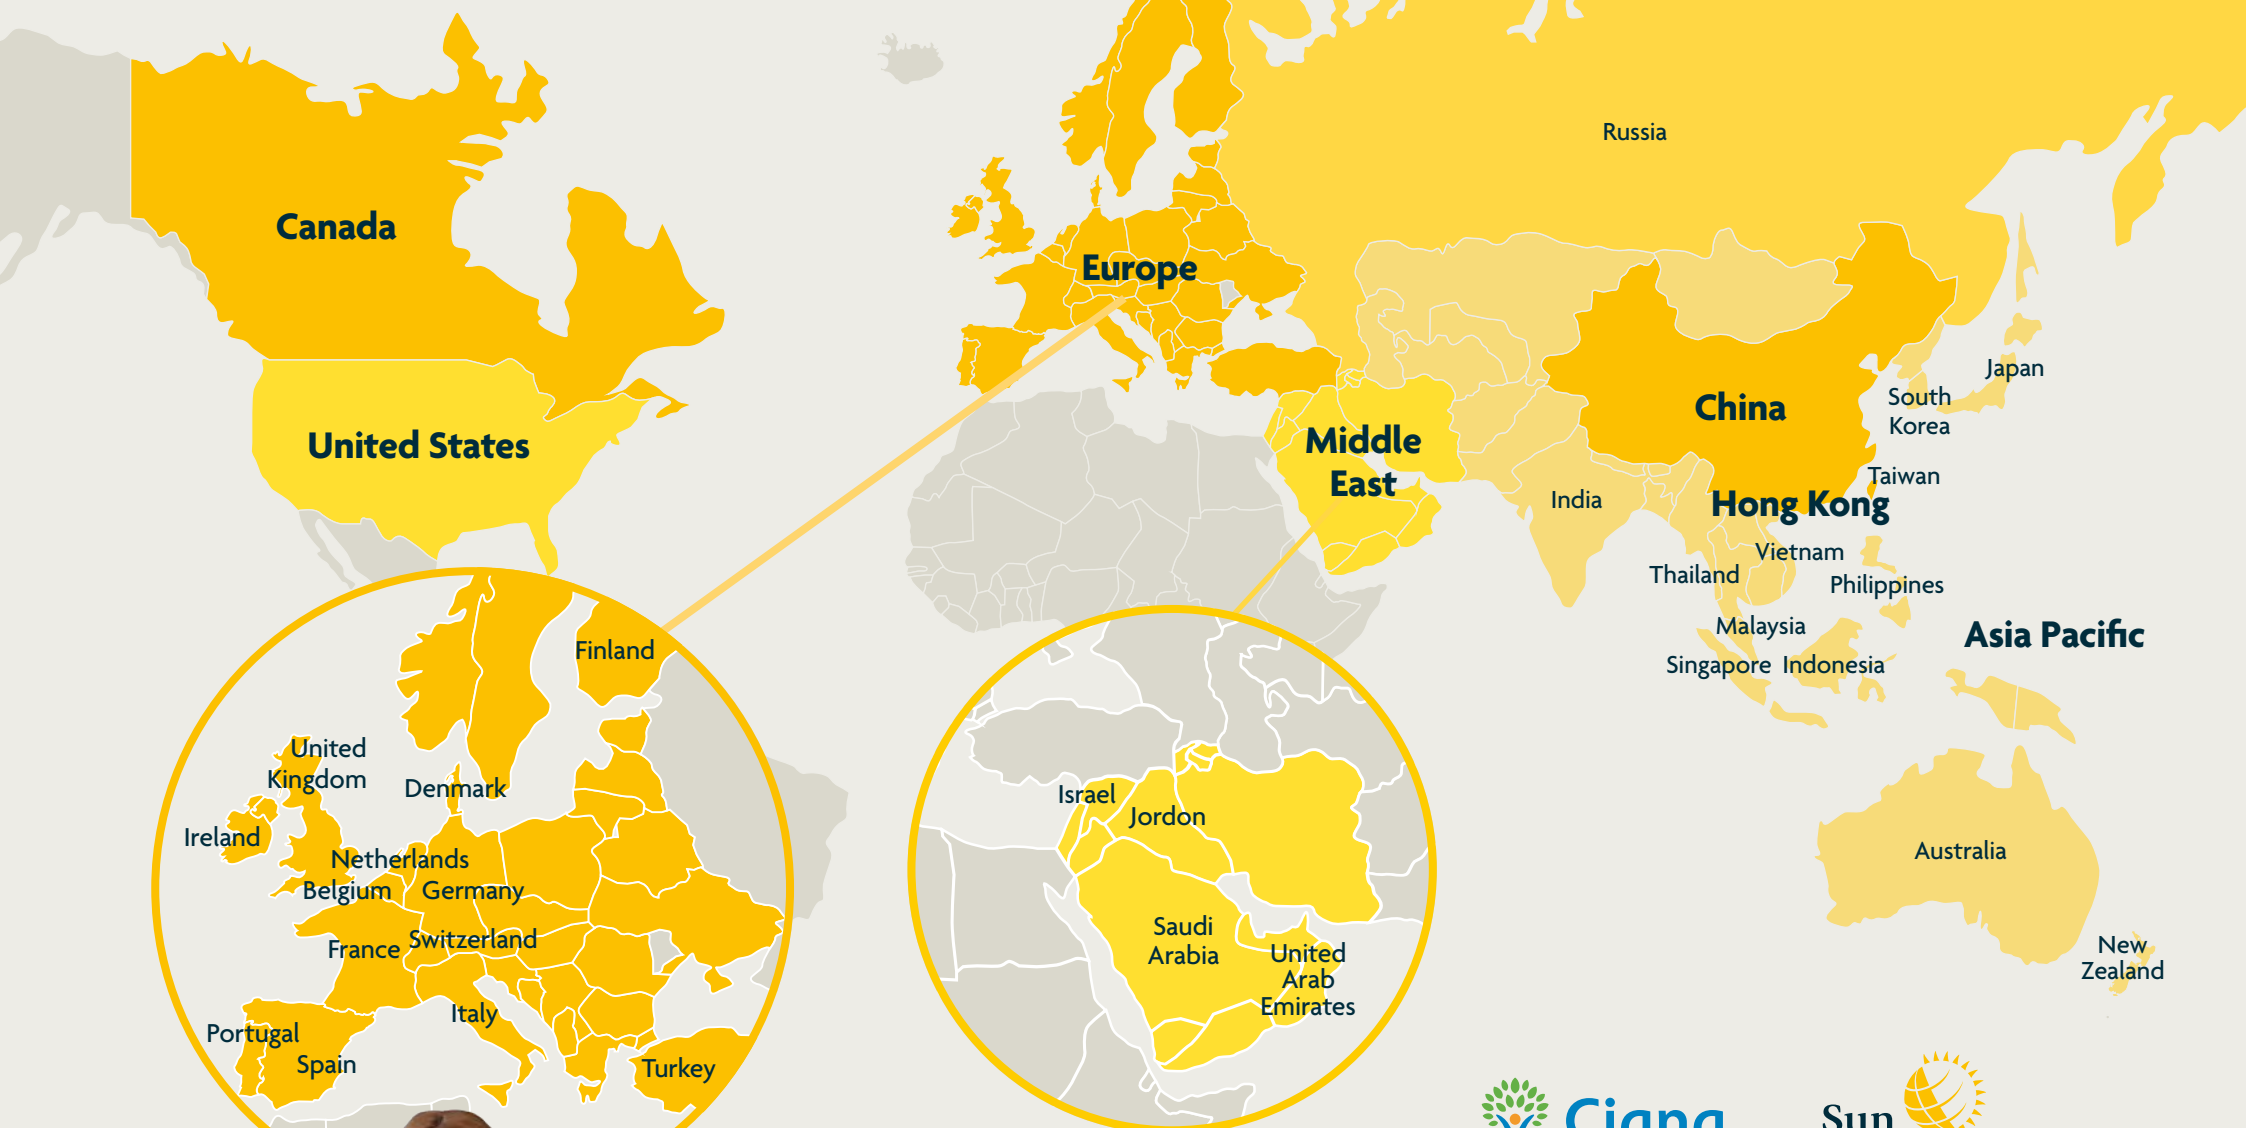 Russia
Canada
Europe
United States
Middle
East
China
Japan
South
Korea
Taiwan
India
Hong Kong
Vietnam
Thailand
Philippines
Malaysia
Singapore
Indonesia
Asia Pacific
Australia
New
Zealand
Finland
United
Kingdom
Denmark
Ireland
Netherlands
Belgium
Germany
France
Switzerland
Italy
Portugal
Spain
Turkey
Israel
Jordon
Saudi
Arabia
United
Arab
Emirates
Cigna
Sun